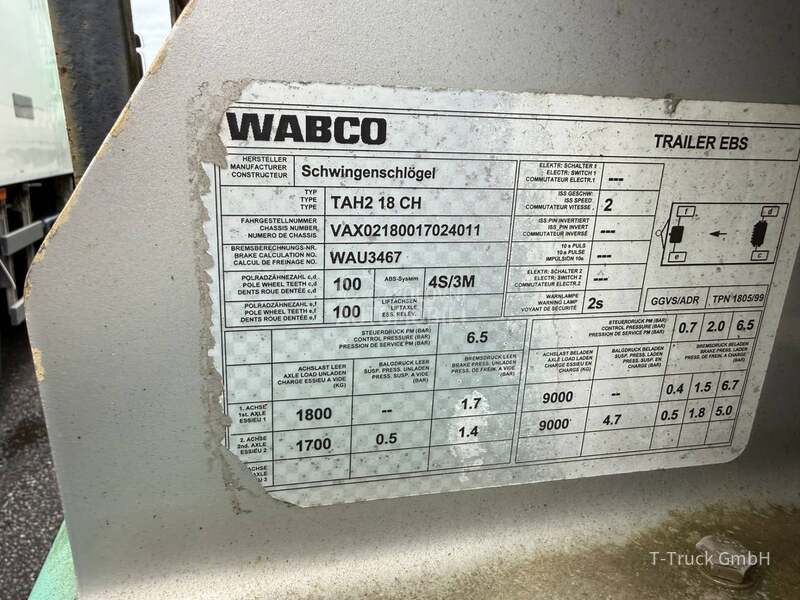 WABCO
TRAILER EBS
HERSTELLER
MANUFACTURER
CONSTRUCTEUR
Schwingenschlögel
TYP
TYPE
TYPE
TAH2 18 CH
FAHRGESTELLNUMMER
CHASSIS NUMBER
NUMERO DE CHASSIS
VAX02180017024011
BREMSBERECHNUNGS-NR.
BRAKE CALCULATION NO.
CALCUL DE FREINAGE NO.
WAU3467
POLRADZÄHNEZAHL c,d
POLE WHEEL TEETH c,d
DENTS ROUE DENTÉE c,d
100
ABS-System
4S/3M
POLRADZÄHNEZAHL e,f
POLE WHEEL TEETH e,f
DENTS ROUE DENTÉE e,f
100
LIFTACHSEN
LIFTAXLE
ESS. RELEV.
ELEKTR: SCHALTER 1
ELECTR: SWITCH 1
COMMUTATEUR ELECTR.1
---
ISS GESCHW:
ISS SPEED
COMMUTATEUR VITESSE
2
ISS PIN INVERTIERT
ISS PIN INVERT
COMMUTATEUR INVERSÉ
---
10 s PULS
10 s PULSE
IMPULSION 10s
---
ELEKTR: SCHALTER 2
ELECTR: SWITCH 2
COMMUTATEUR ELECTR.2
---
WARNLAMPE
WARNING LAMP
VOYANT DE SÉCURITÉ
2s
f
d
e
c
GGVS/ADR
TPN 1805/99
STEUERDRUCK PM (BAR)
CONTROL PRESSURE (BAR)
PRESSION DE SERVICE PM (BAR)
6.5
STEUERDRUCK PM (BAR)
CONTROL PRESSURE (BAR)
PRESSION DE SERVICE PM (BAR)
0.7 2.0 6.5
ACHSLAST LEER
AXLE LOAD UNLADEN
CHARGE ESSIEU A VIDE
(KG)
BALGDRUCK LEER
SUSP. PRESS. UNLADEN
PRESS. SUSP. A VIDE
(BAR)
BREMSDRUCK LEER
BRAKE PRESS. UNLADEN
PRESS. DE FREIN. A VIDE
(BAR)
ACHSLAST BELADEN
AXLE LOAD LADEN
CHARGE ESSIEU EN
CHARGE (KG)
BALGDRUCK BELADEN
SUSP. PRESS. LADEN
PRESS. SUSP. EN CHARGE
(BAR)
BREMSDRUCK BELADEN
BRAKE PRESS. LADEN
PRESS. DE FREIN. EN CHARGE
(BAR)
1. ACHSE
1st. AXLE
ESSIEU 1
1800 -- 1.7 9000 -- 0.4 1.5 6.7
2. ACHSE
2nd. AXLE
ESSIEU 2
1700 0.5 1.4 9000 4.7 0.5 1.8 5.0
ACHSE
AXLE
T-Truck GmbH